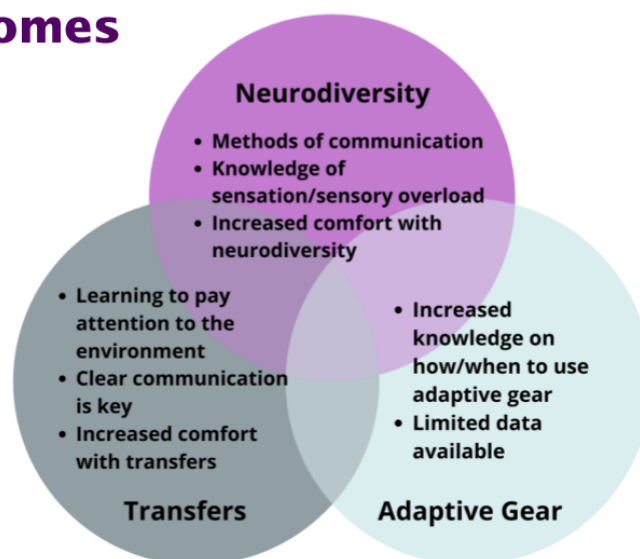 omes
Neurodiversity
• Methods of communication
• Knowledge of
sensation/sensory overload
• Increased comfort with
neurodiversity
• Learning to pay
attention to the
environment
• Clear communication
is key
• Increased comfort
with transfers
Transfers
• Increased
knowledge on
how/when to use
adaptive gear
• Limited data
available
Adaptive Gear